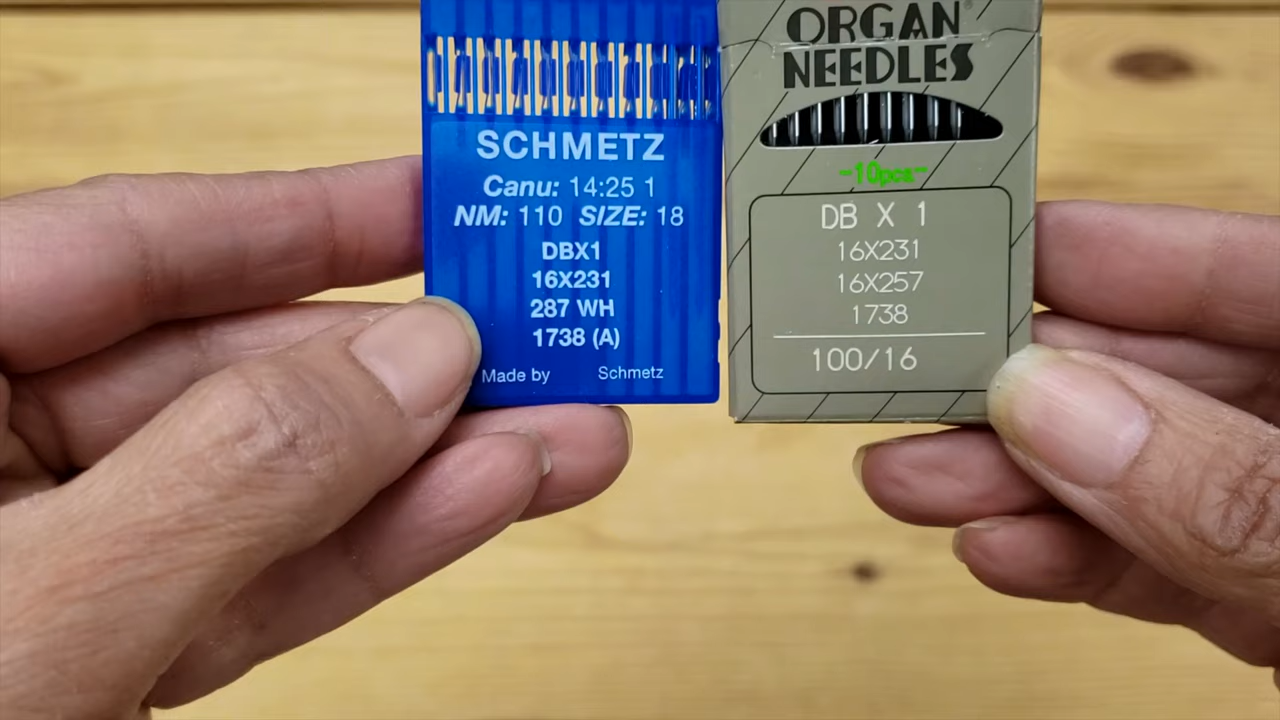 SCHMETZ
Canu: 14:25 1
NM: 110 SIZE: 18
DBX1
16X231
287 WH
1738 (A)
Made by Schmetz
ORGAN
NEEDLES
-10pcs-
DB X 1
16X231
16X257
1738
100/16